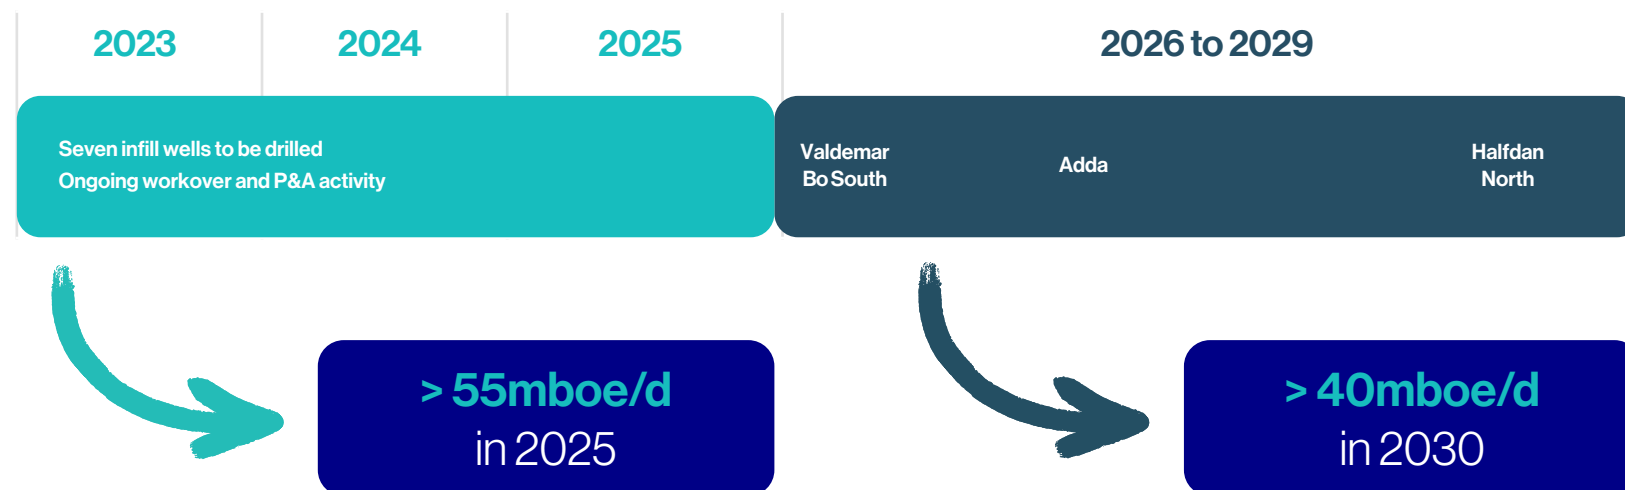 2023
2024
2025
2026 to 2029
Seven infill wells to be drilled
Ongoing workover and P&A activity
Valdemar
Bo South
Adda
Halfdan
North
> 55mboe/d
in 2025
> 40mboe/d
in 2030